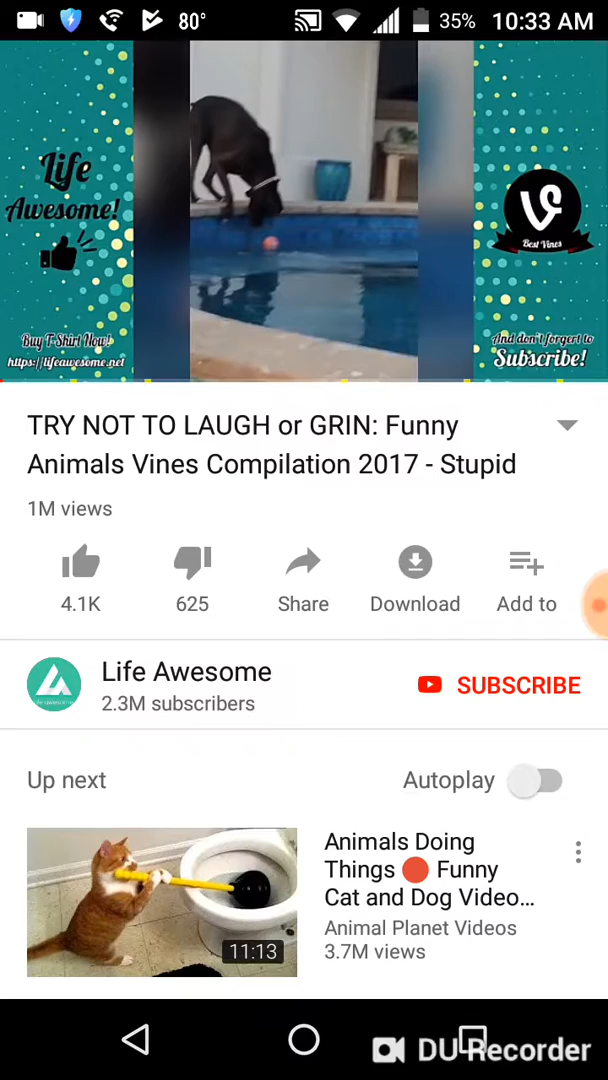 80°
35%
10:33 AM
Life
Awesome!
Buy T-Shirt Now!
https://lifeawesome.net
Best Vines
And don't forgert to
Subscribe!
TRY NOT TO LAUGH or GRIN: Funny
Animals Vines Compilation 2017 - Stupid
1M views
4.1K
625
Share
Download
Add to
Life Awesome
2.3M subscribers
SUBSCRIBE
Up next
Autoplay
Animals Doing
Things 🔴 Funny
Cat and Dog Video...
Animal Planet Videos
3.7M views
11:13
DU Recorder